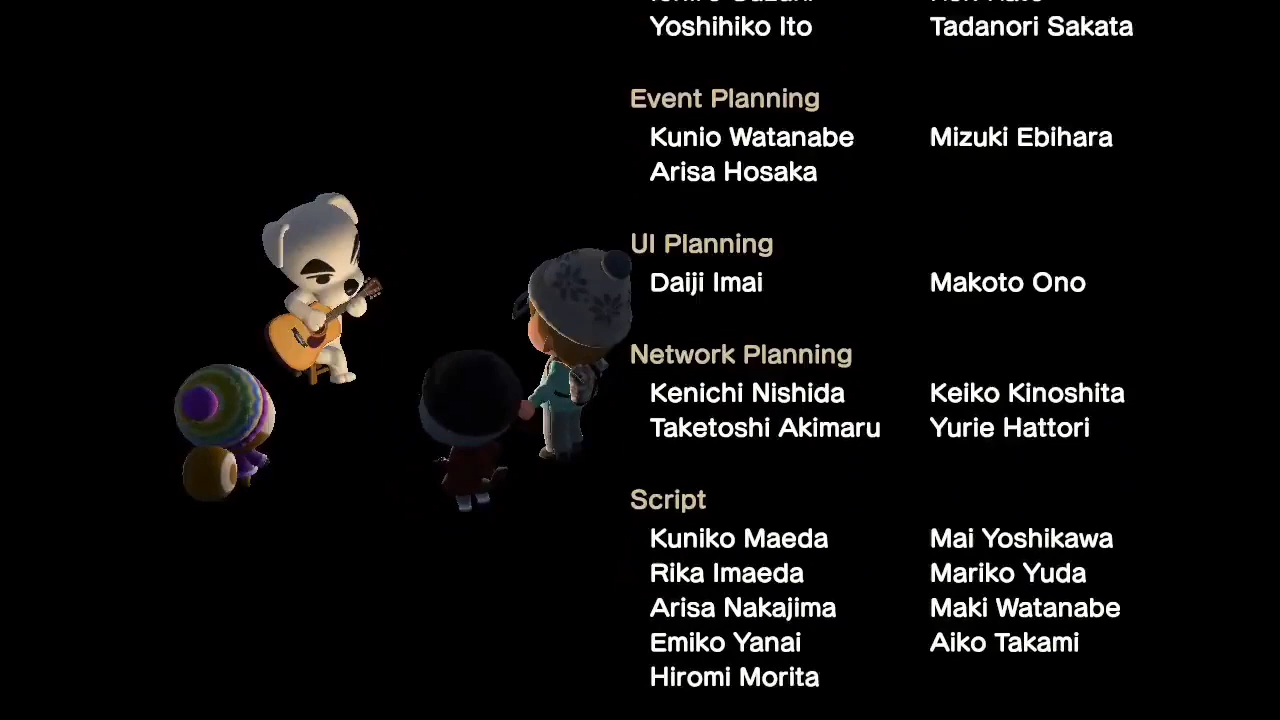 Yoshihiko Ito Tadanori Sakata
Event Planning
Kunio Watanabe Mizuki Ebihara
Arisa Hosaka
UI Planning
Daiji Imai Makoto Ono
Network Planning
Kenichi Nishida Keiko Kinoshita
Taketoshi Akimaru Yurie Hattori
Script
Kuniko Maeda Mai Yoshikawa
Rika Imaeda Mariko Yuda
Arisa Nakajima Maki Watanabe
Emiko Yanai Aiko Takami
Hiromi Morita